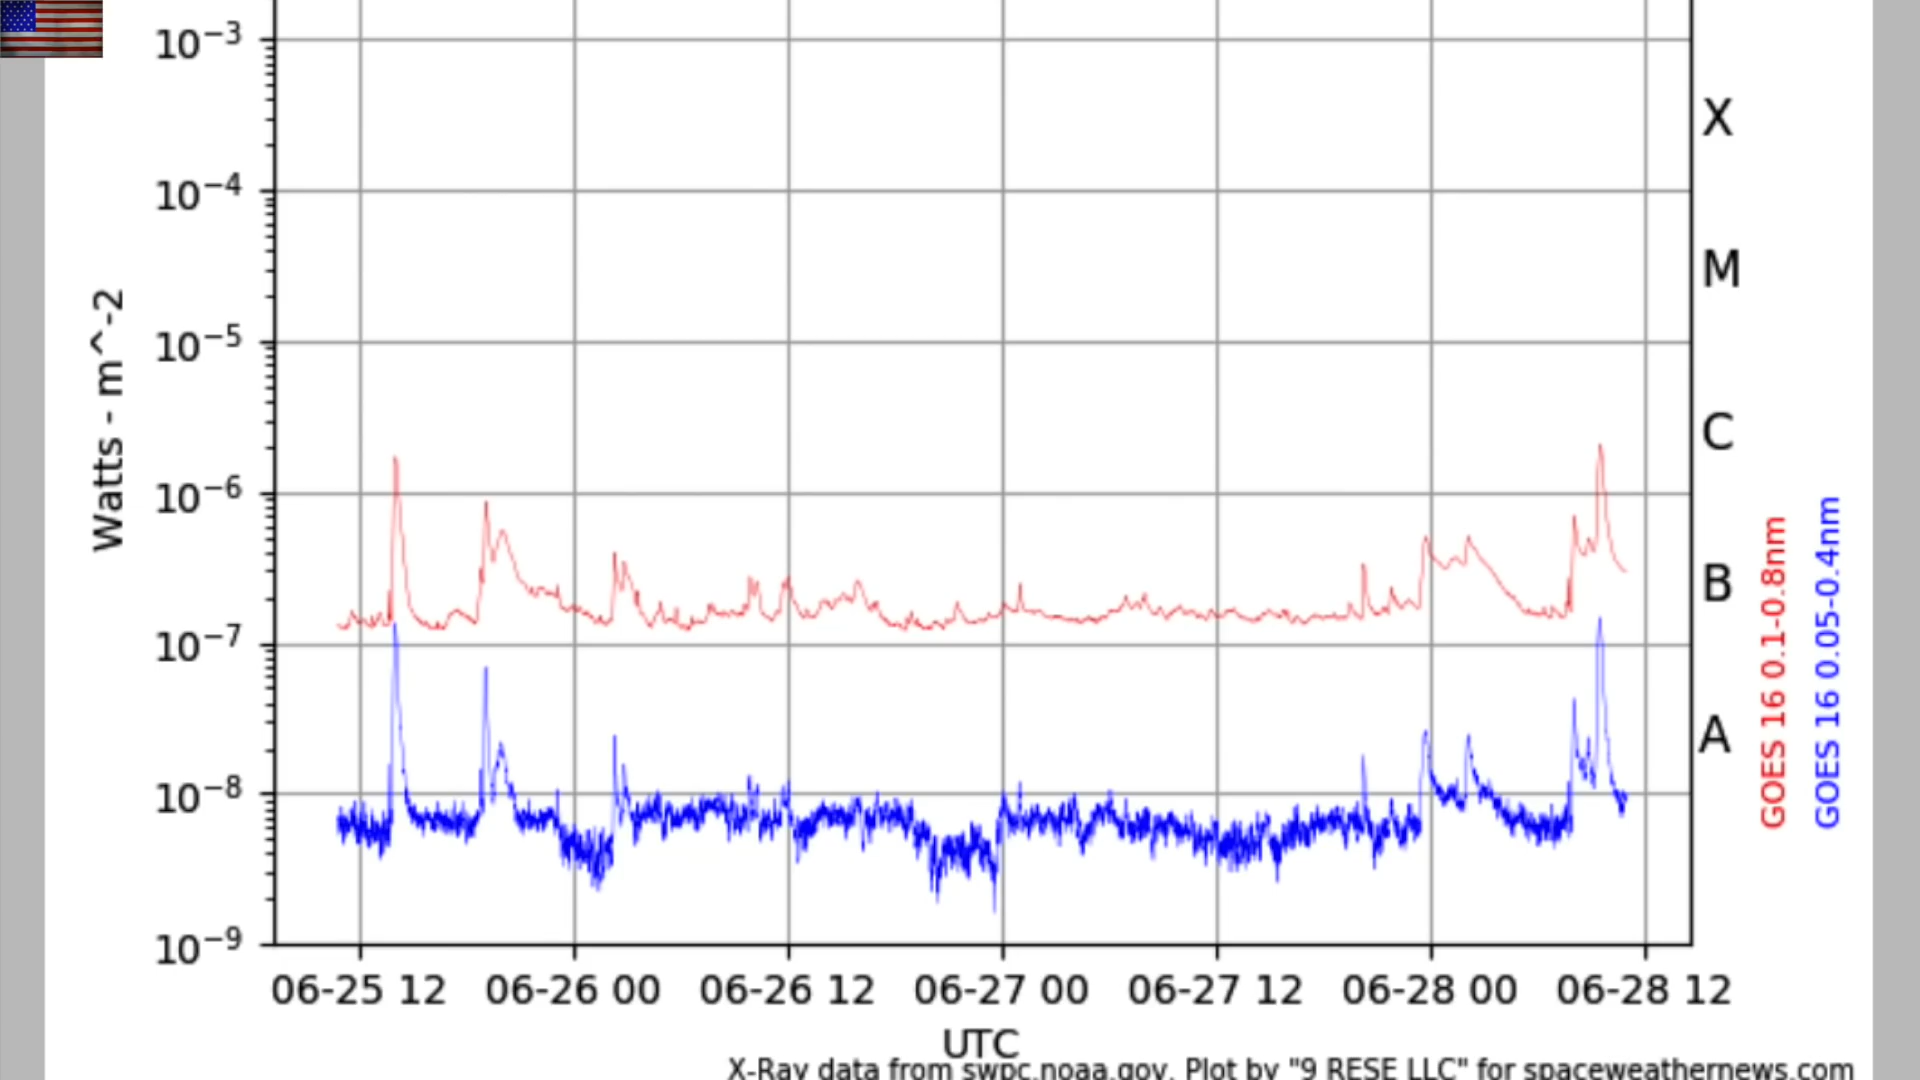 10−3
10−4
10−5
10−6
10−7
10−8
10−9
Watts - m^-2
X
M
C
B
A
GOES 16 0.1-0.8nm
GOES 16 0.05-0.4nm
06-25 12 06-26 00 06-26 12 06-27 00 06-27 12 06-28 00 06-28 12
UTC
X-Ray data from swpc.noaa.gov. Plot by "9 RESE LLC" for spaceweathernews.com